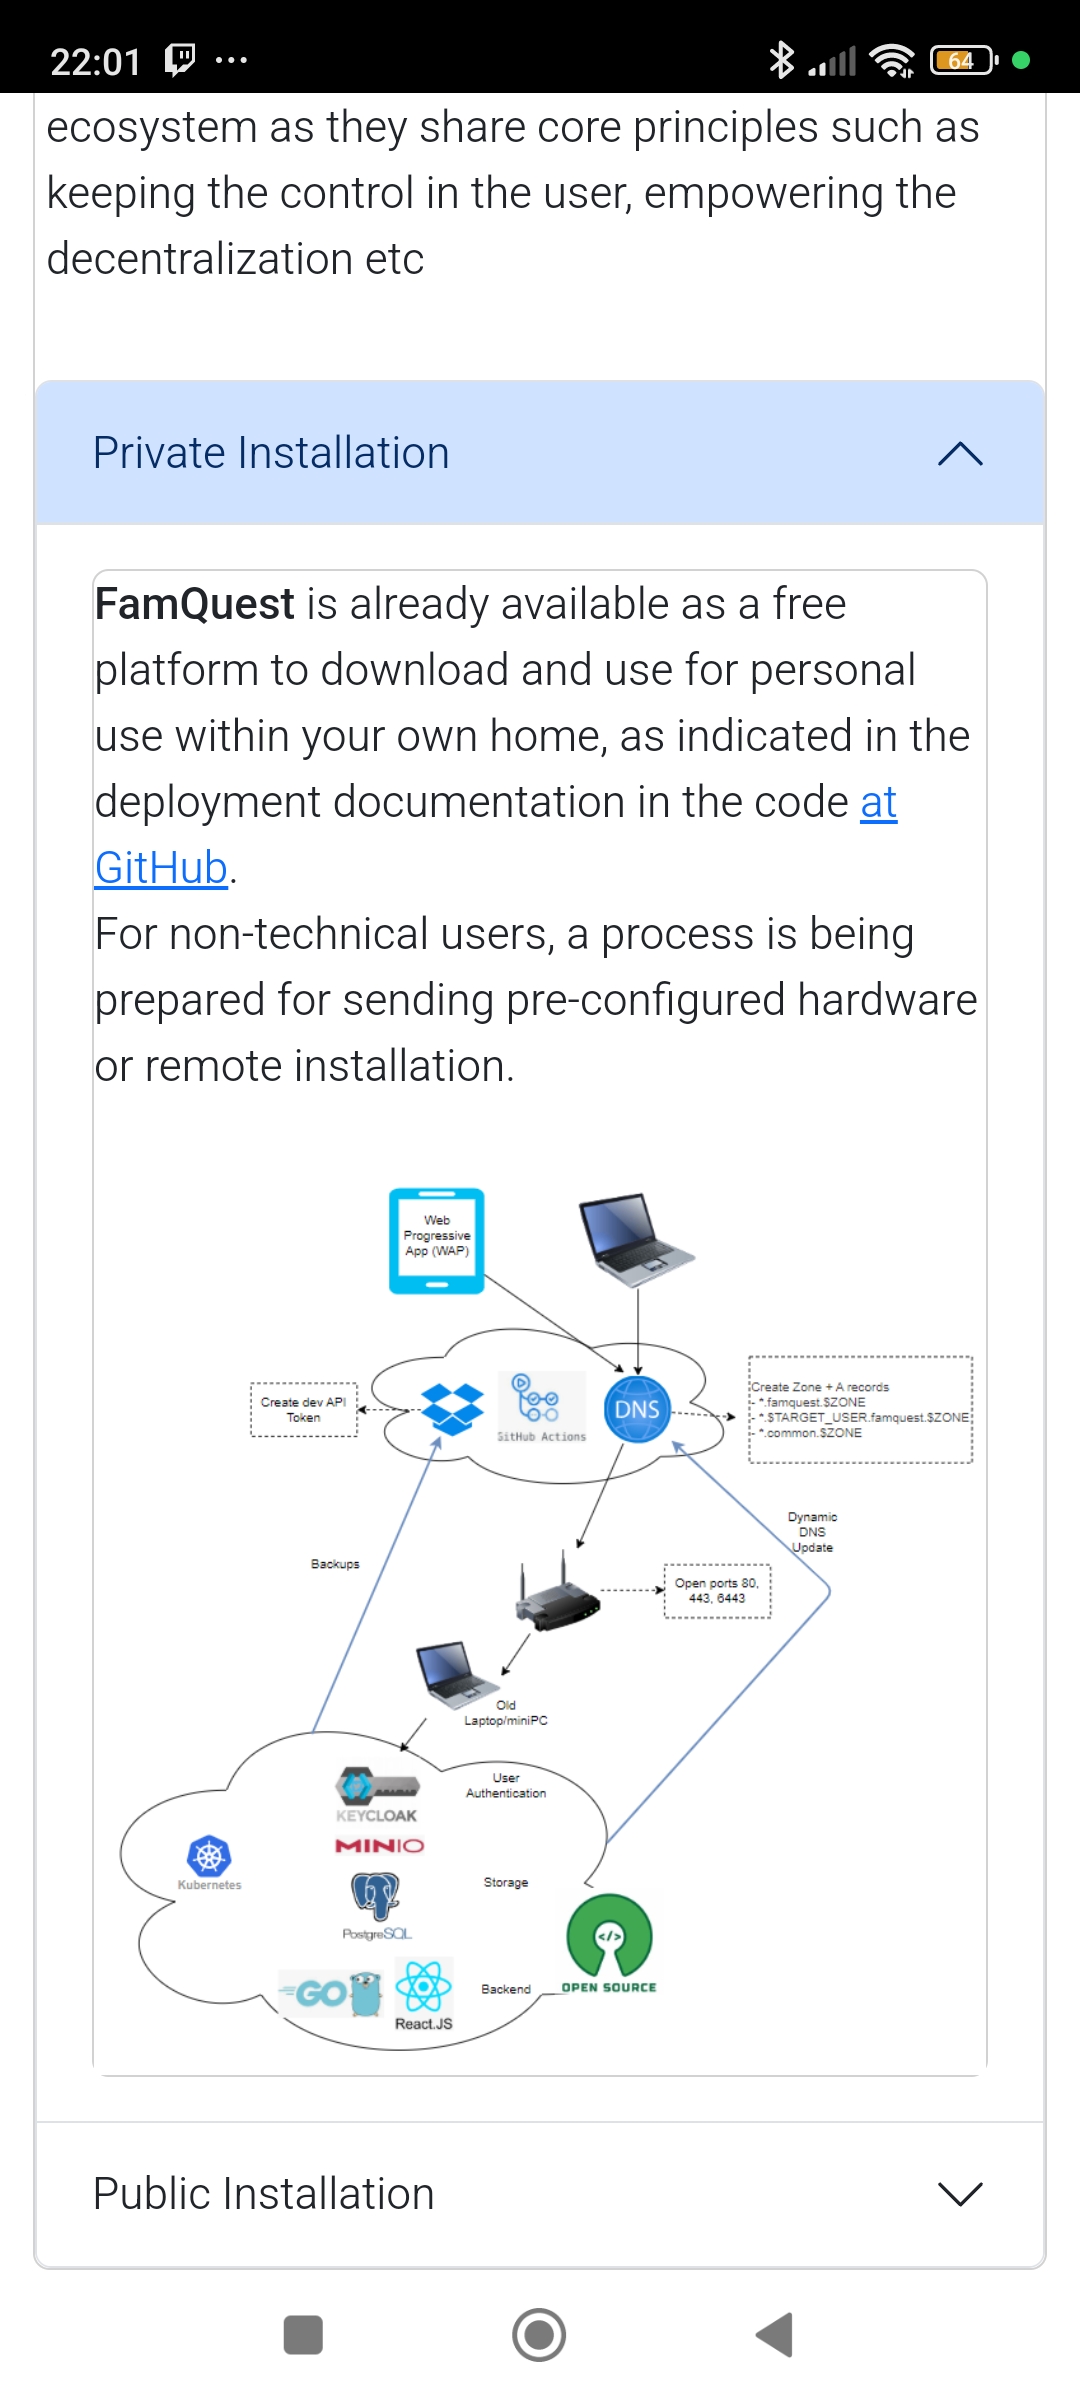 22:01
64
ecosystem as they share core principles such as
keeping the control in the user, empowering the
decentralization etc
Private Installation
FamQuest is already available as a free
platform to download and use for personal
use within your own home, as indicated in the
deployment documentation in the code at
GitHub.
For non-technical users, a process is being
prepared for sending pre-configured hardware
or remote installation.
Web
Progressive
App (WAP)
Create dev API
Token
GitHub Actions
DNS
Create Zone + A records
- *.famquest.$ZONE
- *.$TARGET_USER.famquest.$ZONE
- *.common.$ZONE
Dynamic
DNS
Update
Backups
Open ports 80,
443, 6443
Old
Laptop/miniPC
User
Authentication
KEYCLOAK
MINIO
Kubernetes
Storage
PostgreSQL
</>
OPEN SOURCE
GO
Backend
React.JS
Public Installation